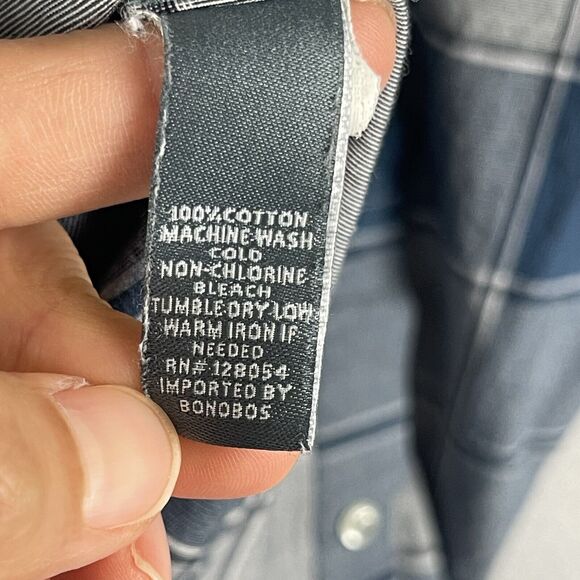 100% COTTON
MACHINE WASH
COLD
NON-CHLORINE
BLEACH
TUMBLE DRY LOW
WARM IRON IF
NEEDED
RN# 128054
IMPORTED BY
BONOBOS